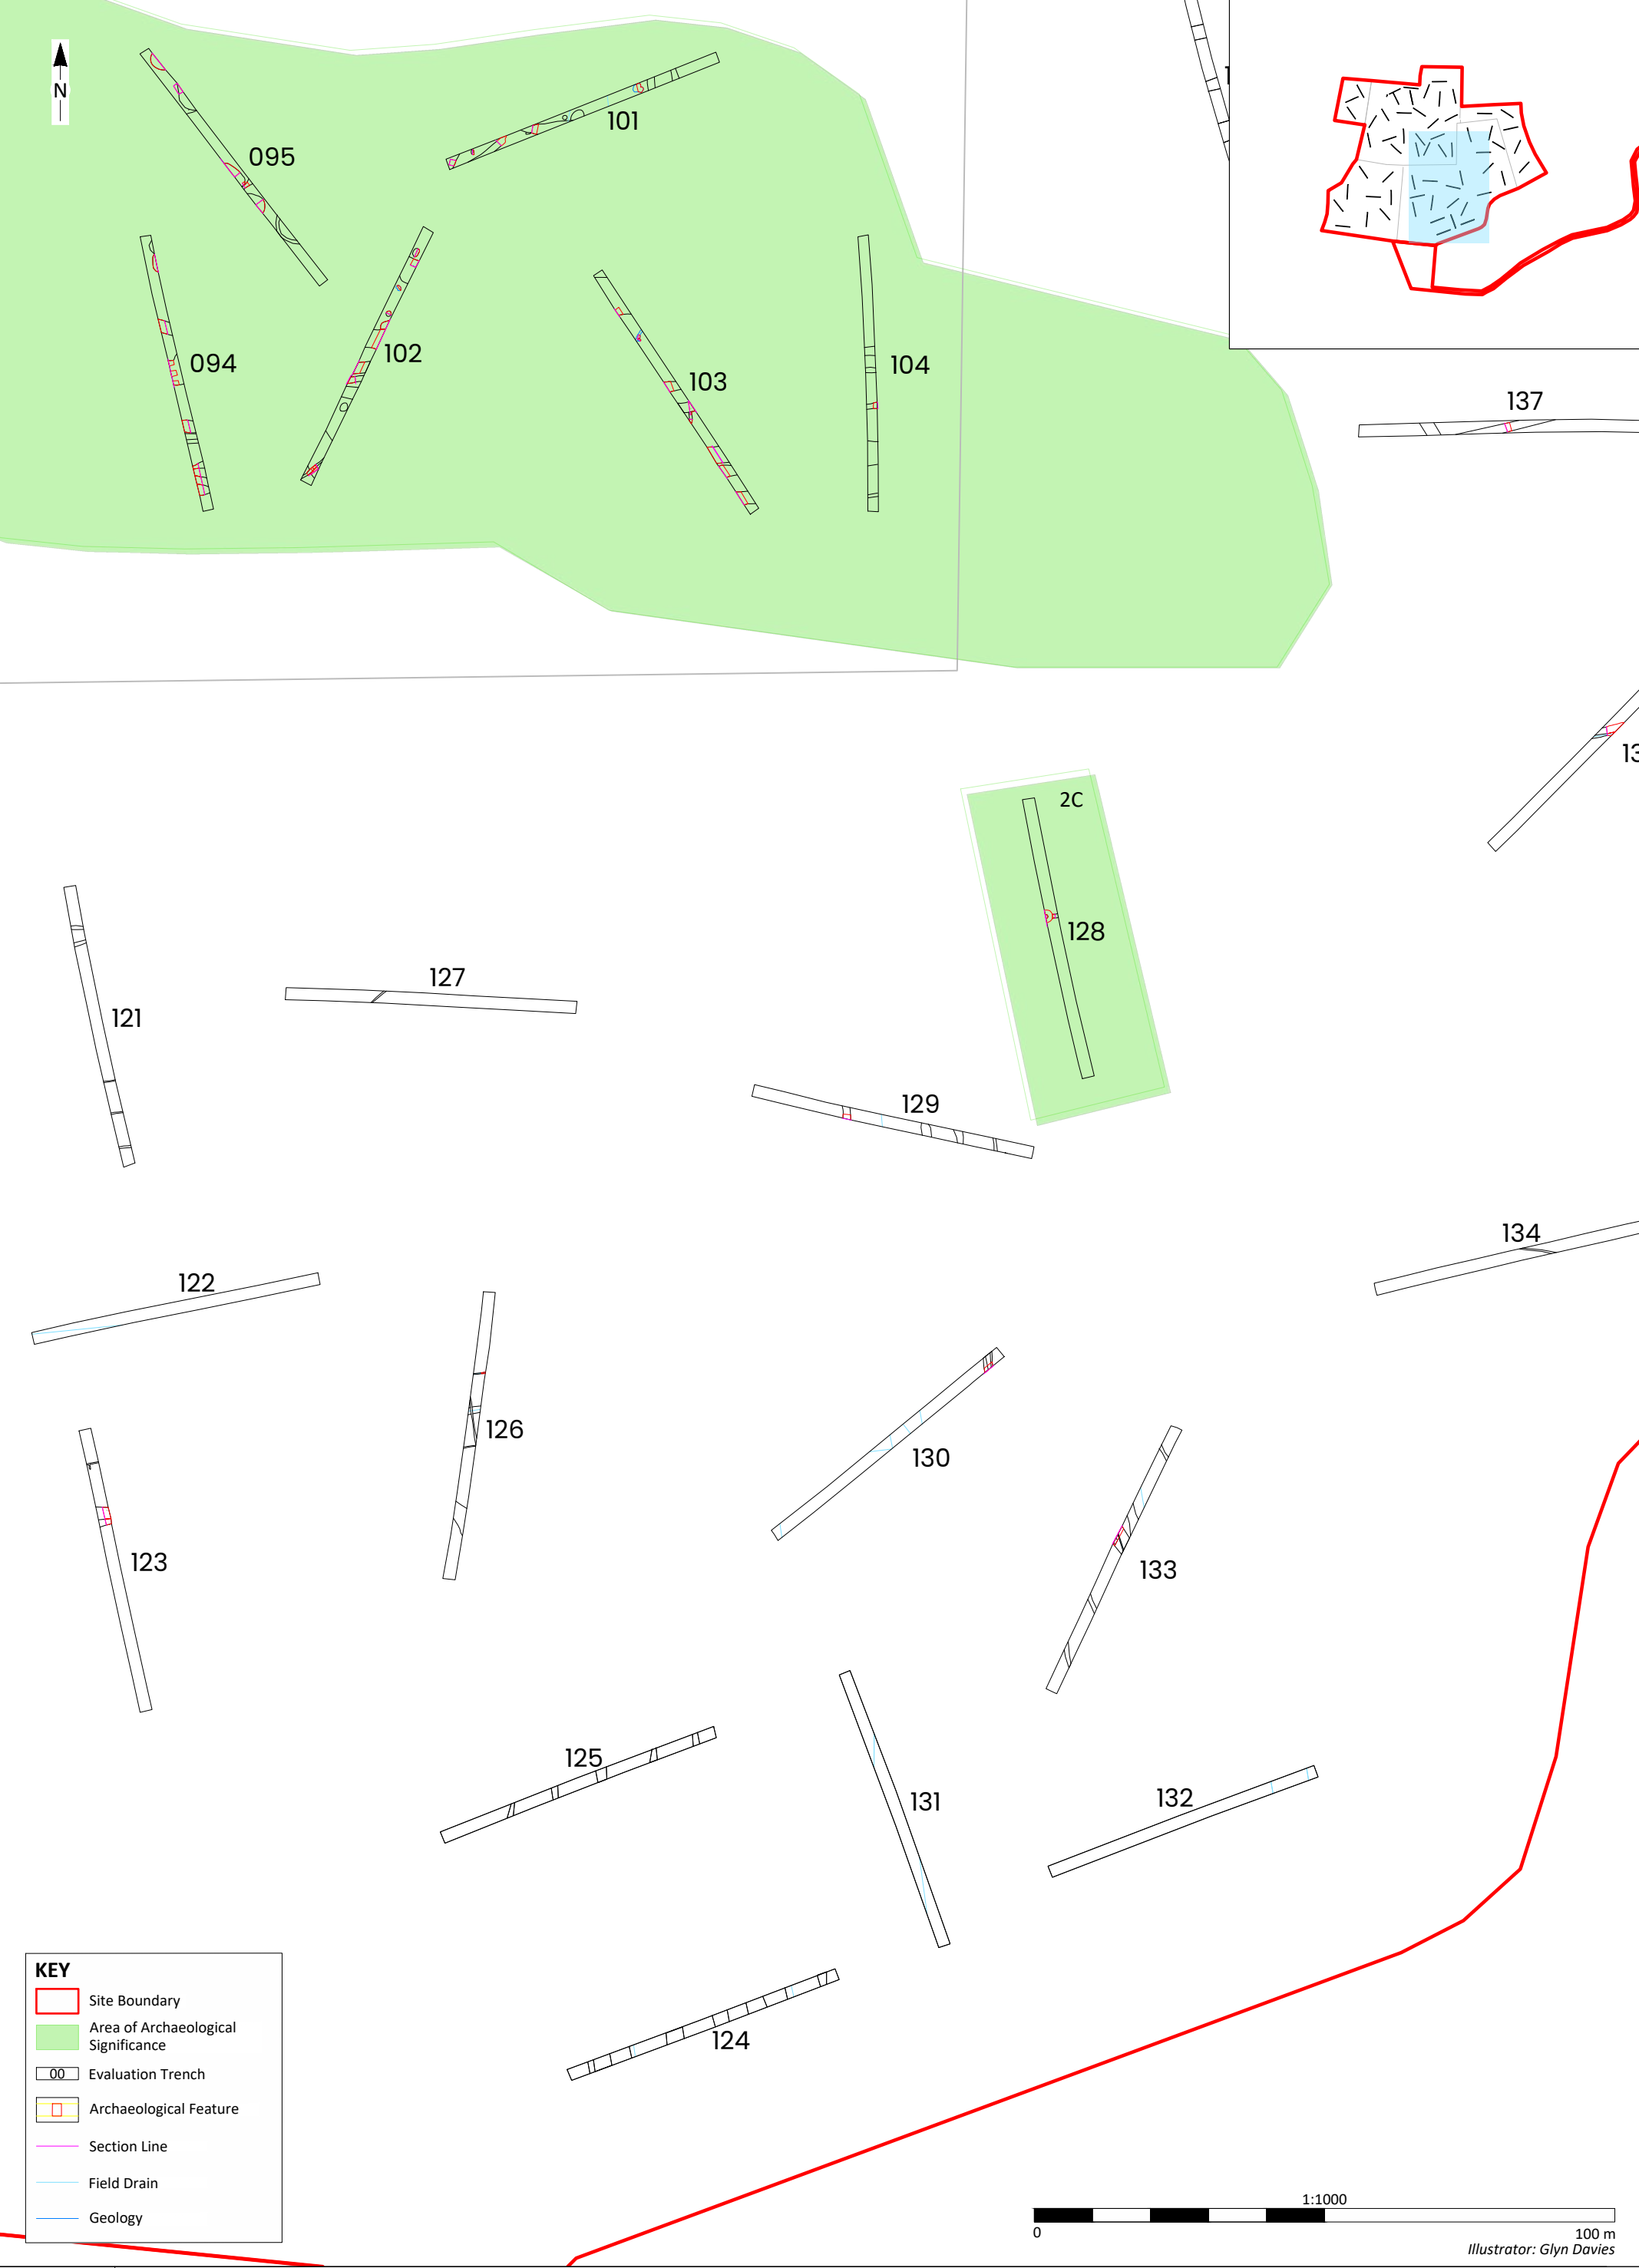 N
101
095
094
102
103
104
137
2C
128
127
121
129
134
122
126
130
123
133
125
131
132
124
KEY
Site Boundary
Area of Archaeological
Significance
00 Evaluation Trench
Archaeological Feature
Section Line
Field Drain
Geology
1:1000
0 100 m
Illustrator: Glyn Davies